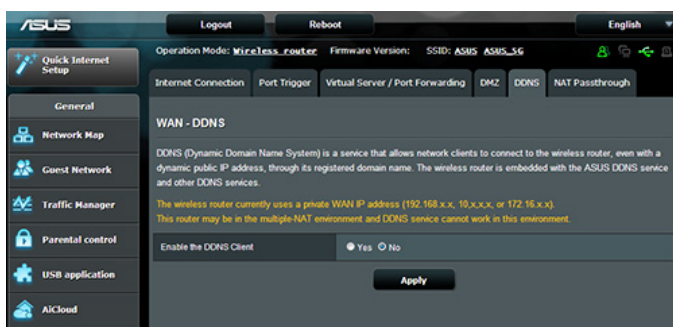 ASUS
Logout
Reboot
English
Quick Internet Setup
Operation Mode: Wireless router Firmware Version: SSID: ASUS ASUS_5G
Internet Connection
Port Trigger
Virtual Server / Port Forwarding
DMZ
DDNS
NAT Passthrough
General
Network Map
Guest Network
Traffic Manager
Parental control
USB application
AiCloud
WAN - DDNS
DDNS (Dynamic Domain Name System) is a service that allows network clients to connect to the wireless router, even with a
dynamic public IP address, through its registered domain name. The wireless router is embedded with the ASUS DDNS service
and other DDNS services.
The wireless router currently uses a private WAN IP address (192.168.x.x, 10,x,x,x, or 172.16.x.x).
This router may be in the multiple-NAT environment and DDNS service cannot work in this environment.
Enable the DDNS Client
Yes No
Apply